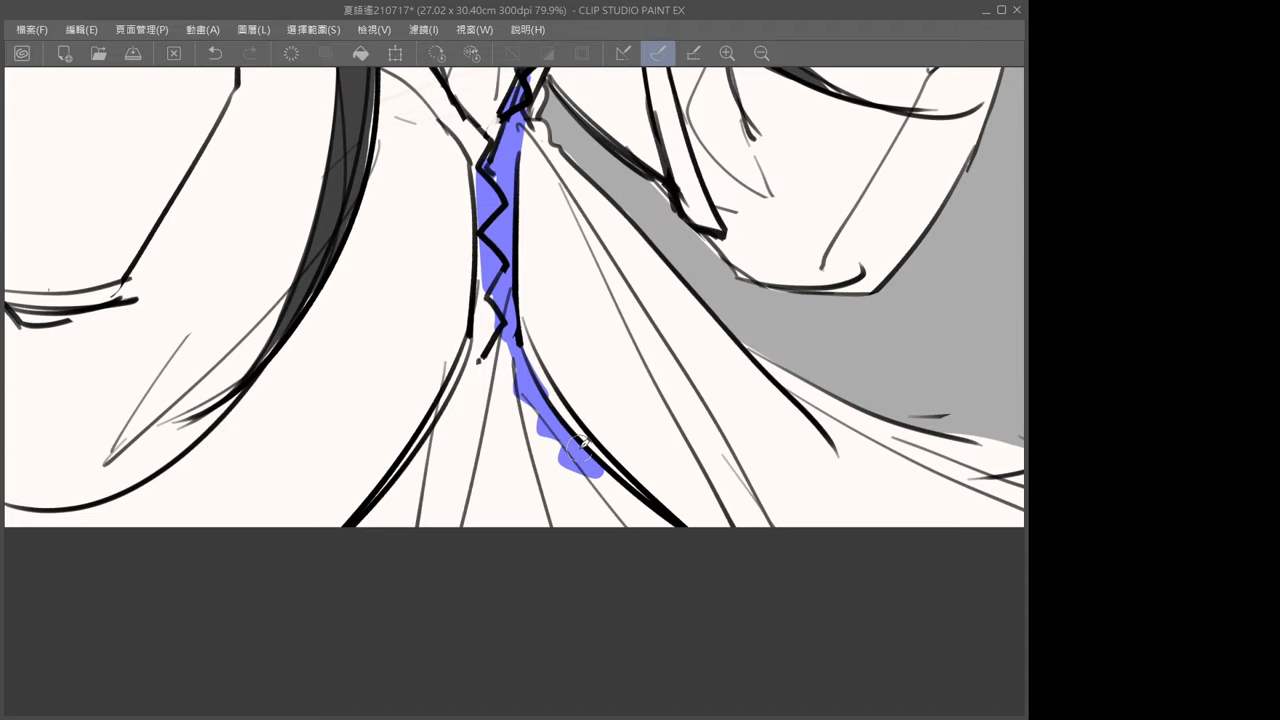 夏語遙210717* (27.02 x 30.40cm 300dpi 79.9%) - CLIP STUDIO PAINT EX
檔案(F) 編輯(E) 頁面管理(P) 動畫(A) 圖層(L) 選擇範圍(S) 檢視(V) 濾鏡(I) 視窗(W) 說明(H)